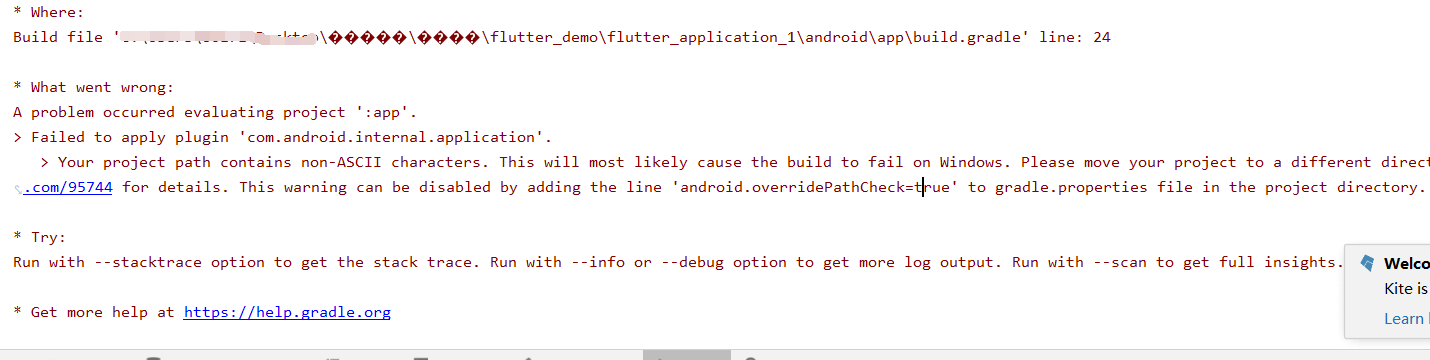 * Where:
Build file '\�����\����\flutter_demo\flutter_application_1\android\app\build.gradle' line: 24
* What went wrong:
A problem occurred evaluating project ':app'.
> Failed to apply plugin 'com.android.internal.application'.
> Your project path contains non-ASCII characters. This will most likely cause the build to fail on Windows. Please move your project to a different direct
.com/95744 for details. This warning can be disabled by adding the line 'android.overridePathCheck=true' to gradle.properties file in the project directory.
* Try:
Run with --stacktrace option to get the stack trace. Run with --info or --debug option to get more log output. Run with --scan to get full insights.
Welco
Kite is
Learn
* Get more help at https://help.gradle.org